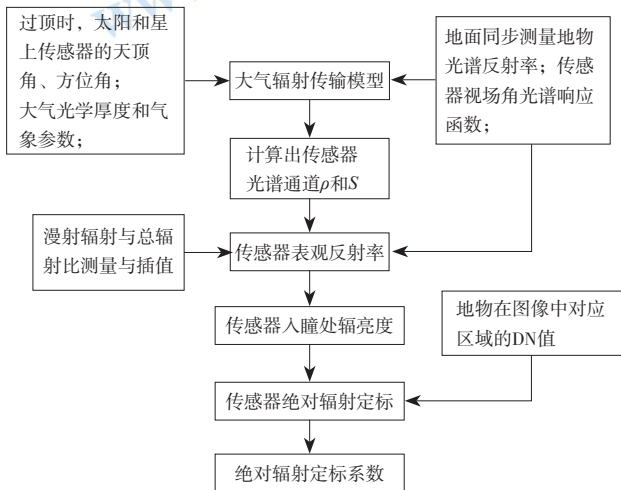 过顶时，太阳和星
上传感器的天顶
角、方位角；
大气光学厚度和气
象参数；
大气辐射传输模型
地面同步测量地物
光谱反射率；传感
器视场角光谱响应
函数；
计算出传感器
光谱通道ρ和S
漫射辐射与总辐
射比测量与插值
传感器表观反射率
传感器入瞳处辐亮度
地物在图像中对应
区域的DN值
传感器绝对辐射定标
绝对辐射定标系数